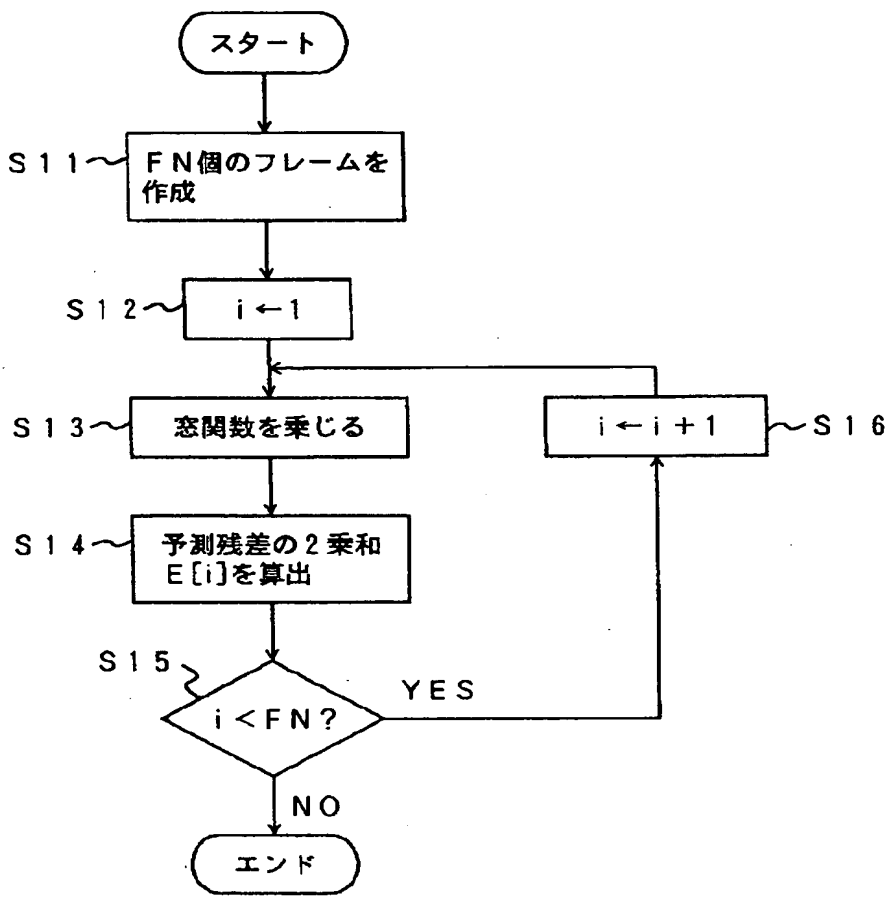 スタート
S11
FN個のフレームを
作成
S12
i←1
S13
窓関数を乗じる
i←i+1
S16
S14
予測残差の2乗和
E[i]を算出
S15
i<FN?
YES
NO
エンド